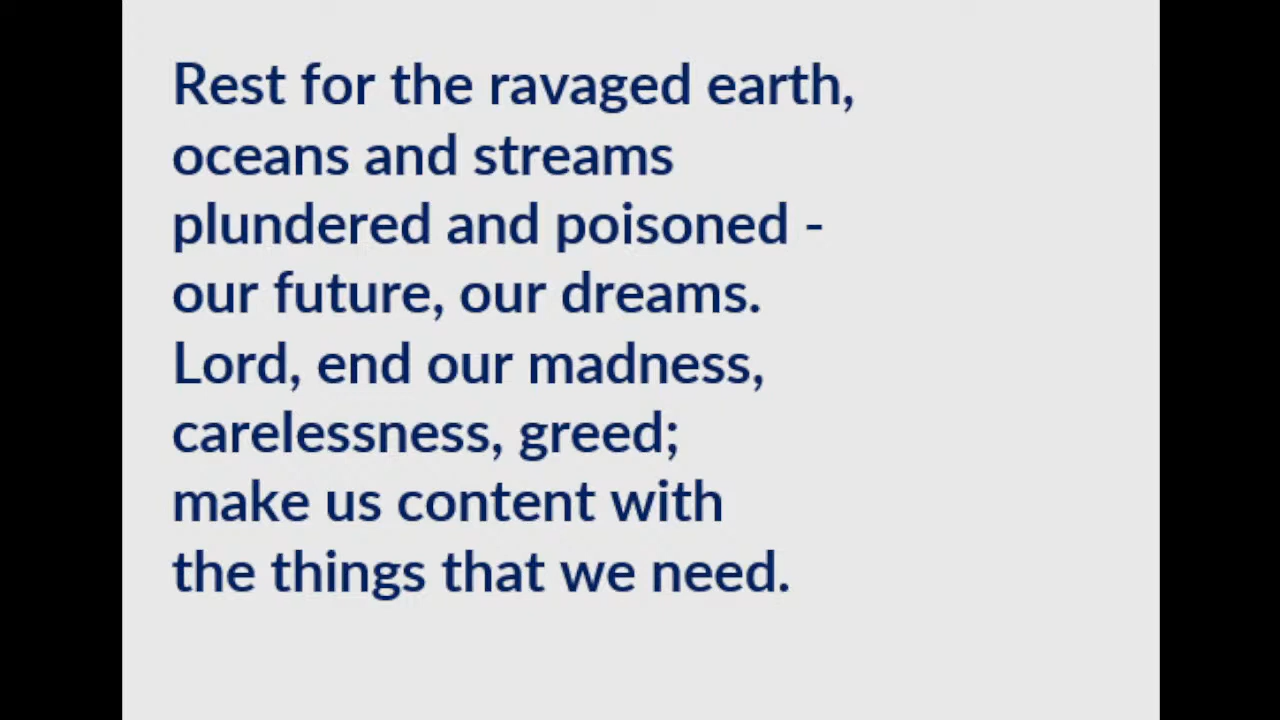 Rest for the ravaged earth,
oceans and streams
plundered and poisoned -
our future, our dreams.
Lord, end our madness,
carelessness, greed;
make us content with
the things that we need.